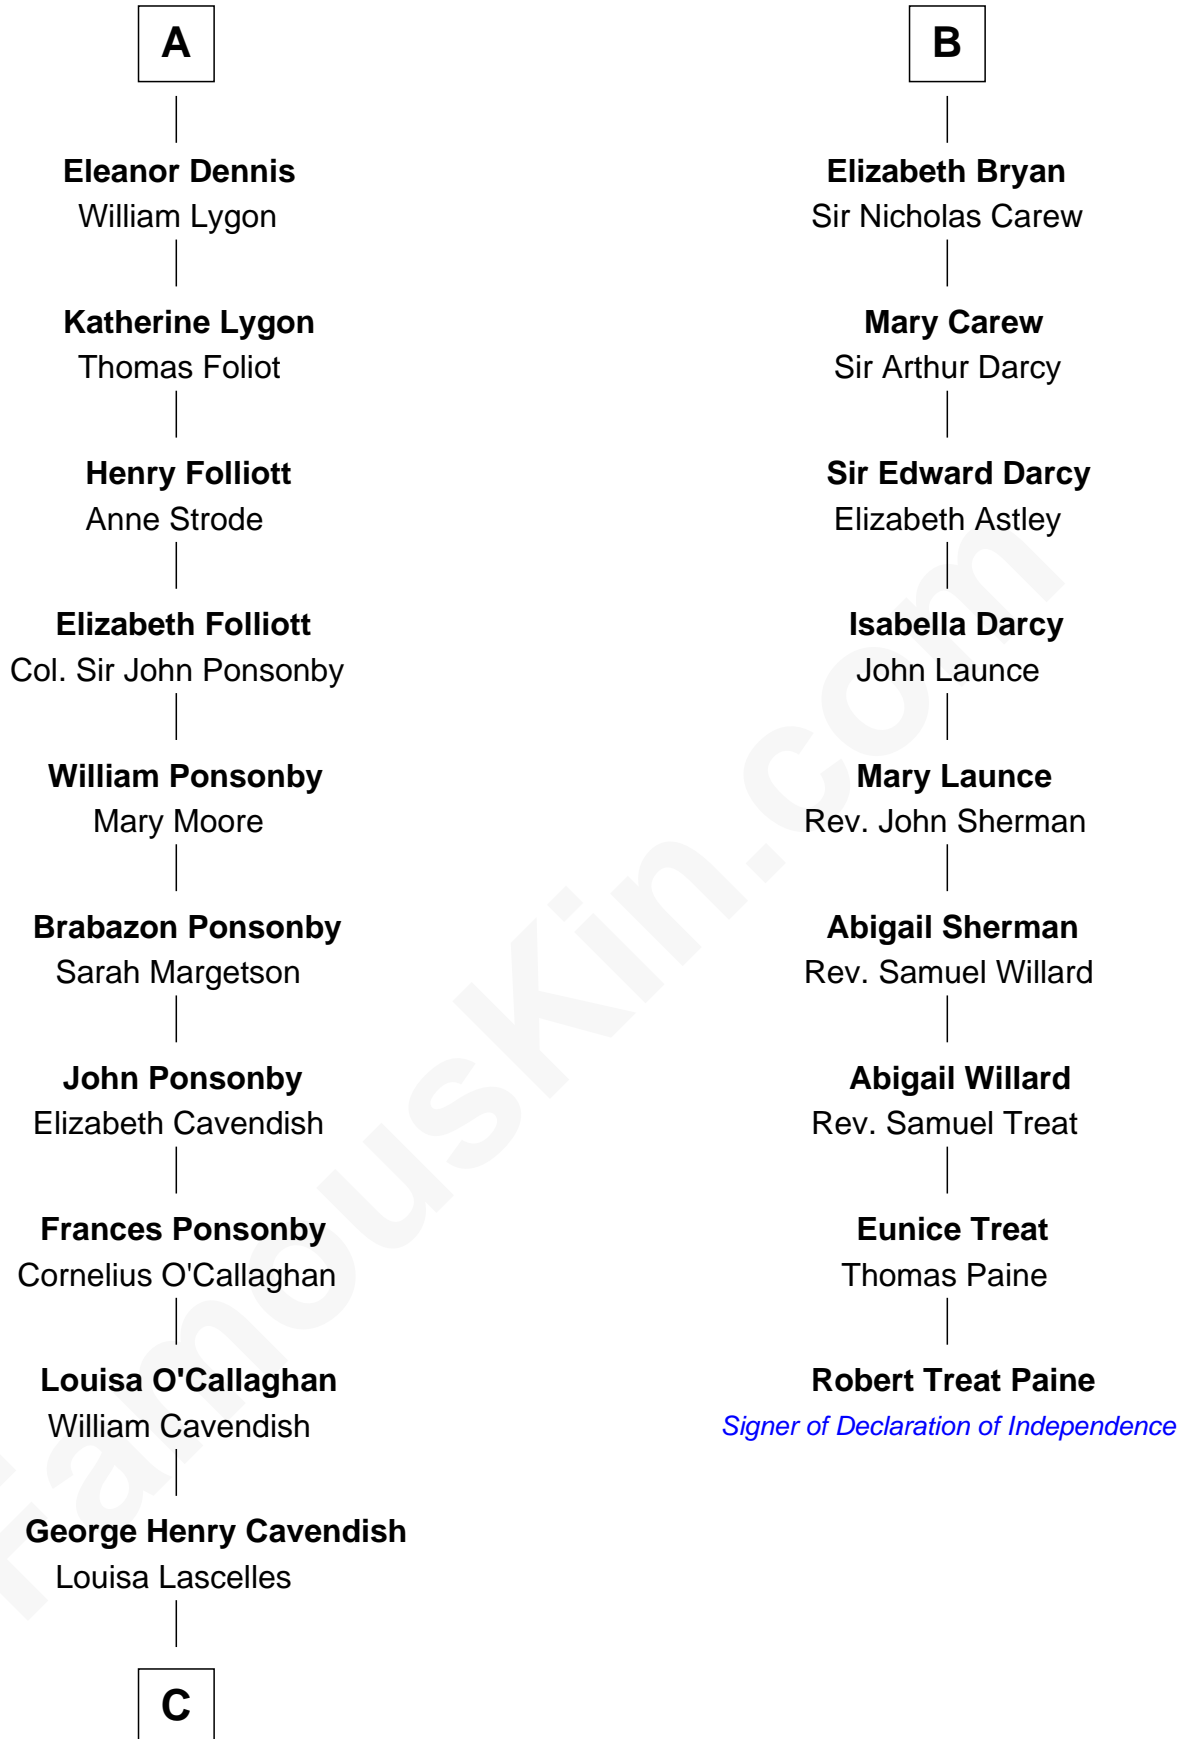 A
Eleanor Dennis
William Lygon
Katherine Lygon
Thomas Foliot
Henry Folliott
Anne Strode
Elizabeth Folliott
Col. Sir John Ponsonby
William Ponsonby
Mary Moore
Brabazon Ponsonby
Sarah Margetson
John Ponsonby
Elizabeth Cavendish
Frances Ponsonby
Cornelius O'Callaghan
Louisa O'Callaghan
William Cavendish
George Henry Cavendish
Louisa Lascelles
C
B
Elizabeth Bryan
Sir Nicholas Carew
Mary Carew
Sir Arthur Darcy
Sir Edward Darcy
Elizabeth Astley
Isabella Darcy
John Launce
Mary Launce
Rev. John Sherman
Abigail Sherman
Rev. Samuel Willard
Abigail Willard
Rev. Samuel Treat
Eunice Treat
Thomas Paine
Robert Treat Paine
Signer of Declaration of Independence
FamousKin.com